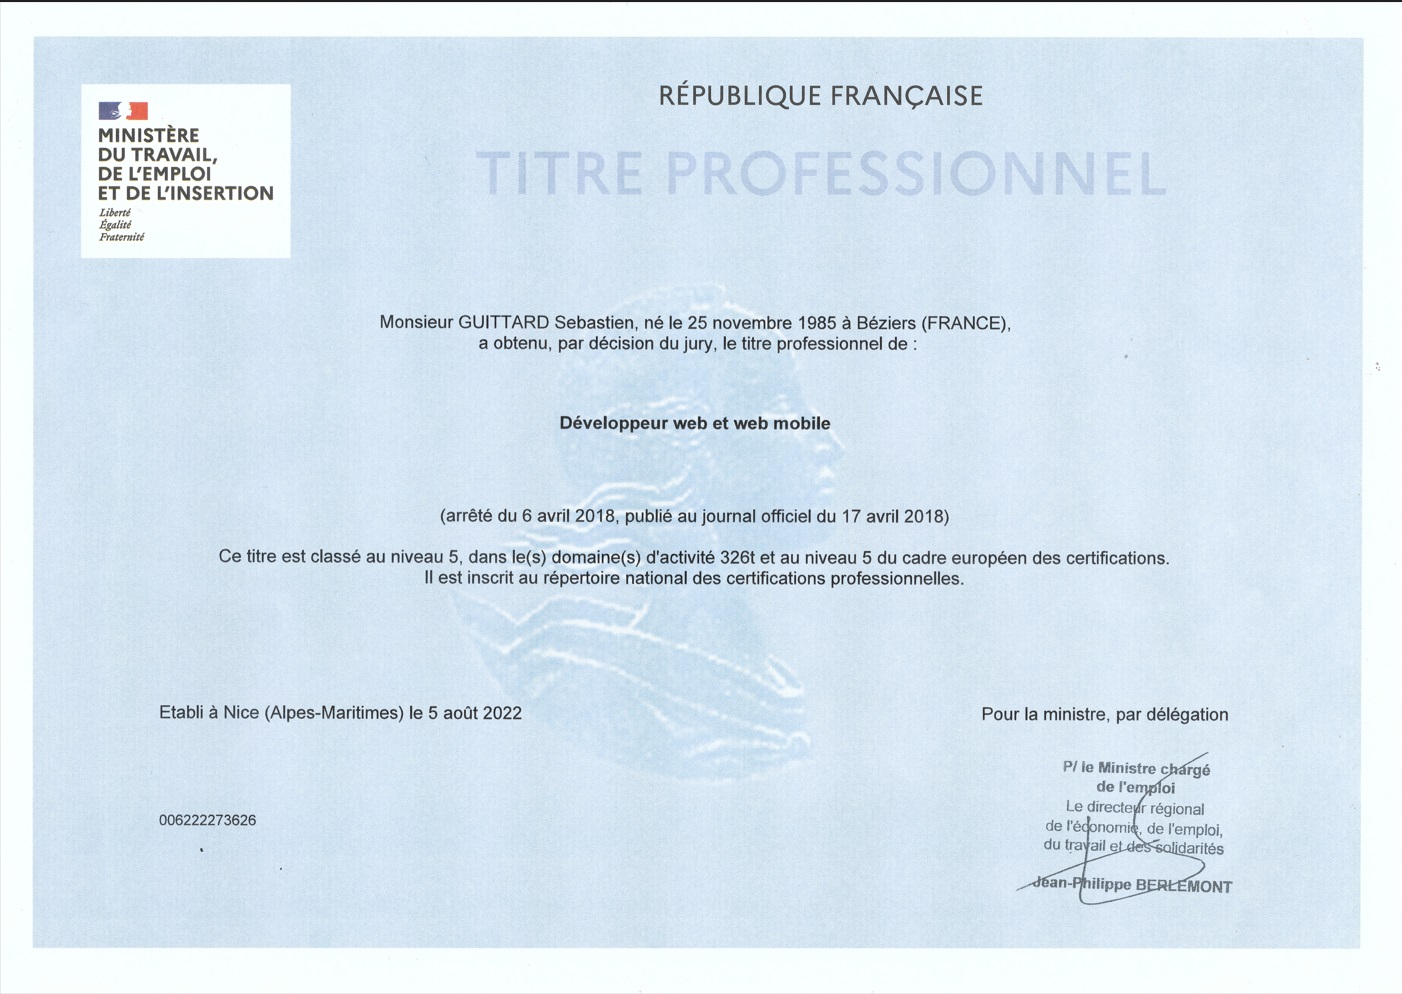 MINISTÈRE
DU TRAVAIL,
DE L'EMPLOI
ET DE L'INSERTION
Liberté
Égalité
Fraternité
RÉPUBLIQUE FRANÇAISE
TITRE PROFESSIONNEL
Monsieur GUITTARD Sebastien, né le 25 novembre 1985 à Béziers (FRANCE),
a obtenu, par décision du jury, le titre professionnel de :
Développeur web et web mobile
(arrêté du 6 avril 2018, publié au journal officiel du 17 avril 2018)
Ce titre est classé au niveau 5, dans le(s) domaine(s) d'activité 326t et au niveau 5 du cadre européen des certifications.
Il est inscrit au répertoire national des certifications professionnelles.
Etabli à Nice (Alpes-Maritimes) le 5 août 2022
Pour la ministre, par délégation
P/ le Ministre chargé
de l'emploi
Le directeur régional
de l'économie, de l'emploi,
du travail et des solidarités
Jean-Philippe BERLEMONT
006222273626